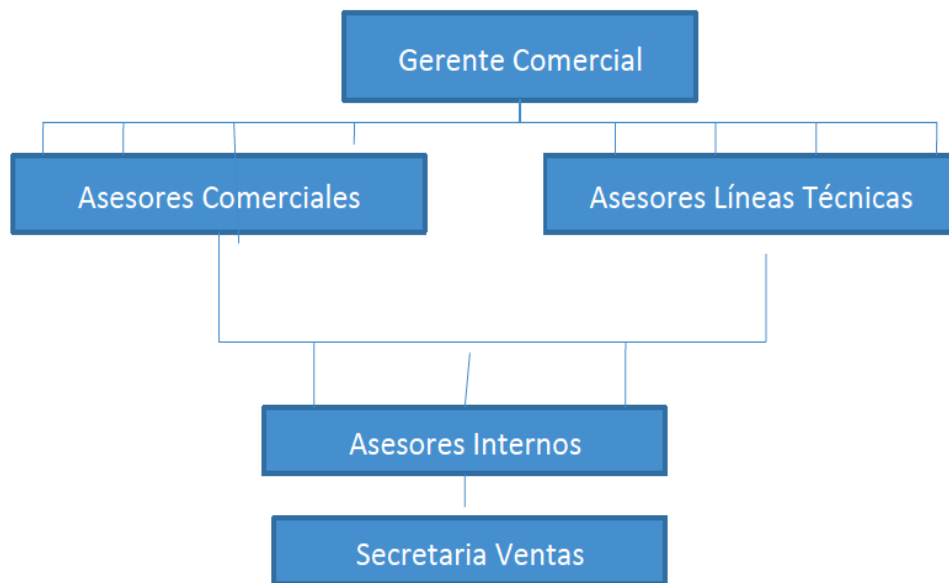 Gerente Comercial
Asesores Comerciales
Asesores Líneas Técnicas
Asesores Internos
Secretaria Ventas